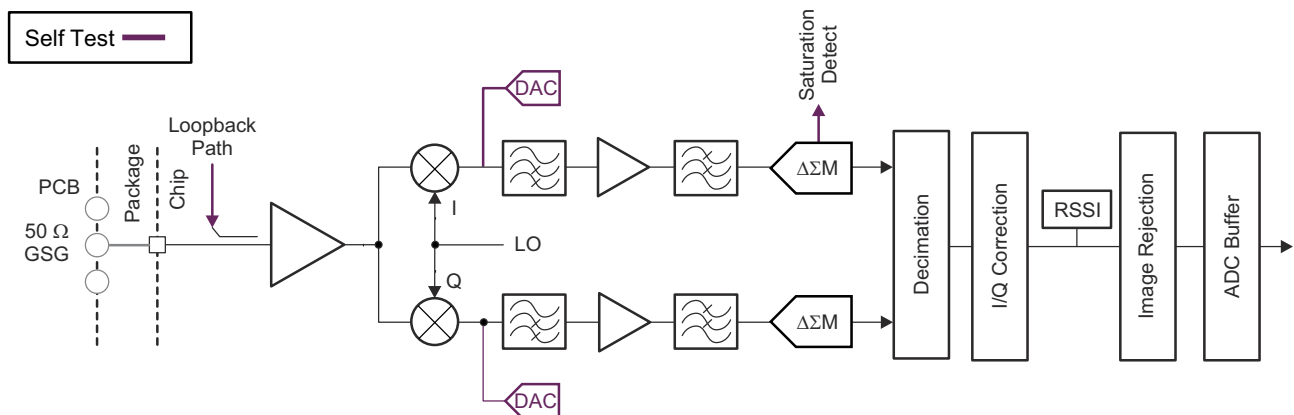 Self Test
DAC
Saturation
Detect
Loopback
Path
PCB
Package
Chip
50 Ω
GSG
I
LO
Q
ΔΣM
ΔΣM
DAC
Decimation
I/Q Correction
RSSI
Image Rejection
ADC Buffer